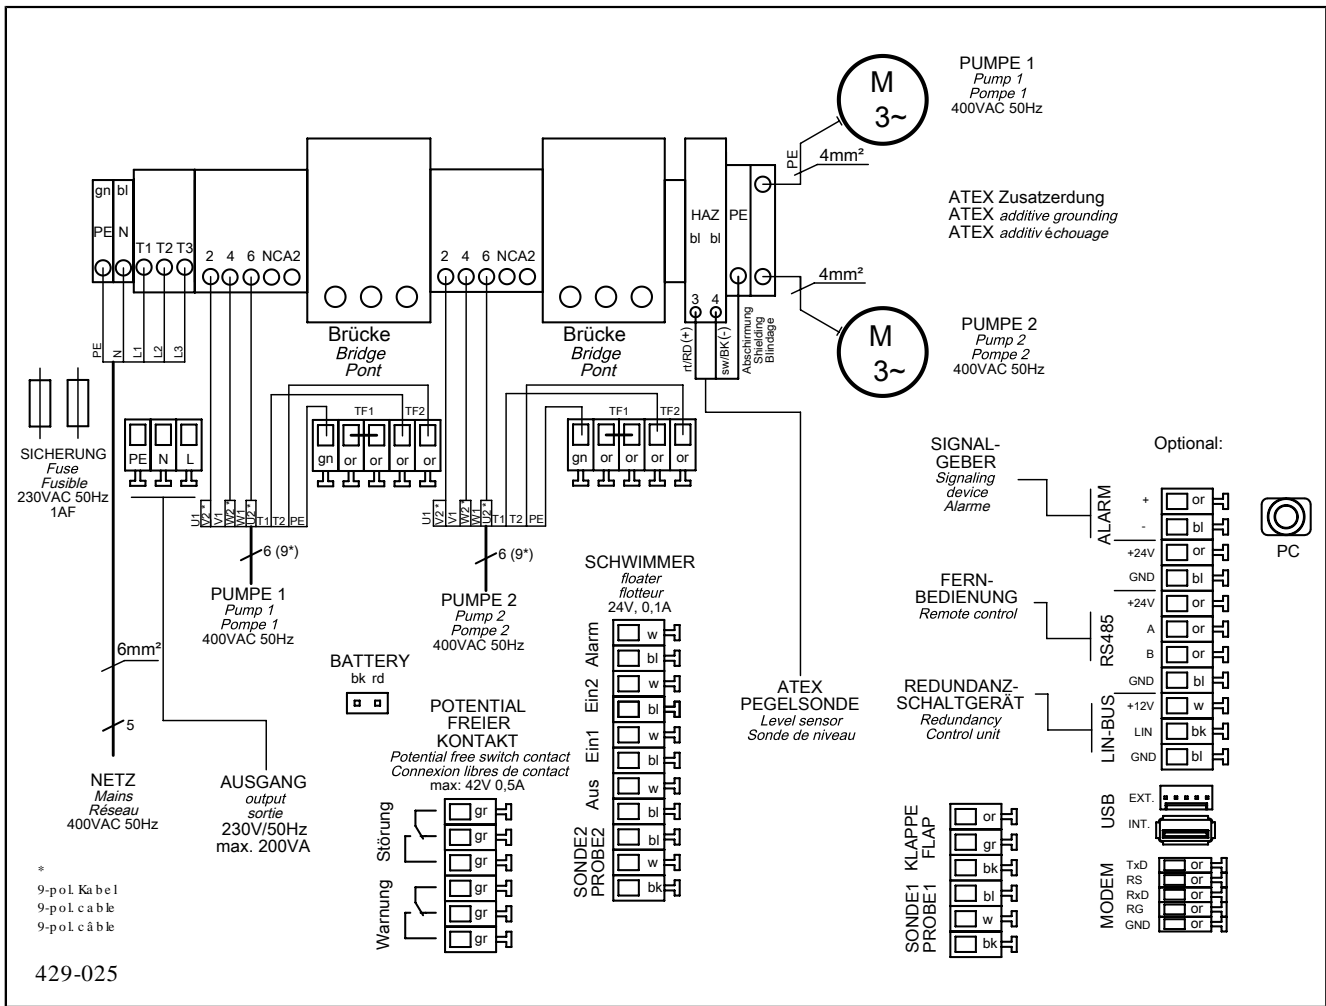 PUMPE 1
Pump 1
Pompe 1
400VAC 50Hz
M
3~
PE
4mm²
ATEX Zusatzerdung
ATEX additive grounding
ATEX additiv échouage
4mm²
PUMPE 2
Pump 2
Pompe 2
400VAC 50Hz
M
3~
gn bl
PE N
T1 T2 T3
2 4 6 NC A2
2 4 6 NC A2
HAZ
bl bl
PE
3 4
Brücke
Bridge
Pont
Brücke
Bridge
Pont
rt/RD (+)
sw/BK (-)
Abschirmung
Shielding
Blindage
PE
N
L1
L2
L3
SICHERUNG
Fuse
Fusible
230VAC 50Hz
1AF
PE N L
TF1 TF2
gn or or or or
TF1 TF2
gn or or or or
U1
V2 *
V1
W2 *
W1
U2 *
T1 T2 PE
U1
V2 *
V1
W2 *
W1
U2 *
T1 T2 PE
6 (9*)
6 (9*)
PUMPE 1
Pump 1
Pompe 1
400VAC 50Hz
PUMPE 2
Pump 2
Pompe 2
400VAC 50Hz
6mm²
5
NETZ
Mains
Réseau
400VAC 50Hz
AUSGANG
output
sortie
230V/50Hz
max. 200VA
BATTERY
bk rd
POTENTIAL
FREIER
KONTAKT
Potential free switch contact
Connexion libres de contact
max: 42V 0,5A
Störung
gr
gr
gr
Warnung
gr
gr
gr
SCHWIMMER
floater
flotteur
24V, 0,1A
Alarm
w
bl
Ein2
w
bl
Ein1
w
bl
Aus
w
bl
SONDE2
PROBE2
bl
w
bk
ATEX
PEGELSONDE
Level sensor
Sonde de niveau
KLAPPE
FLAP
or
gr
bk
SONDE1
PROBE1
bl
w
bk
SIGNAL-
GEBER
Signaling
device
Alarme
FERN-
BEDIENUNG
Remote control
REDUNDANZ-
SCHALTGERÄT
Redundancy
Control unit
Optional:
ALARM
+ or
- bl
+24V or
GND bl
RS485
+24V or
A or
B or
GND bl
LIN-BUS
+12V w
LIN bk
GND bl
PC
USB
EXT.
INT.
MODEM
TxD or
RS or
RxD or
RG or
GND or
*
9-pol. Kabel
9-pol. cable
9-pol. câble
429-025